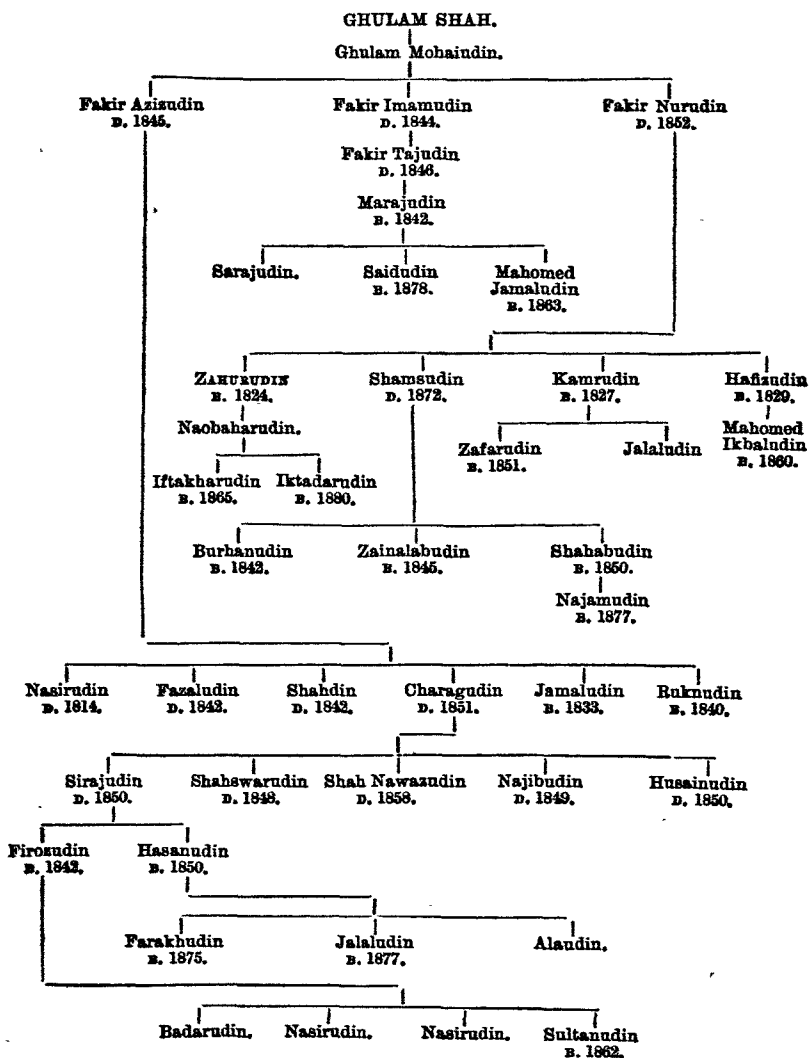 GHULAM SHAH.
Ghulam Mohaiudin.
Fakir Azizudin Fakir Imamudin Fakir Nurudin
D. 1845. D. 1844. D. 1852.
Fakir Tajudin
D. 1846.
Marajudin
B. 1842.
Sarajudin. Saidudin Mahomed
B. 1878. Jamaludin
B. 1863.
ZAHURUDIN Shamsudin Kamrudin Hafizudin
B. 1824. D. 1872. B. 1827. B. 1829.
Naobaharudin. Mahomed
Zafarudin Jalaludin Ikbaludin
B. 1851. B. 1860.
Iftakharudin Iktadarudin
B. 1865. B. 1880.
Burhanudin Zainalabudin Shahabudin
B. 1842. B. 1845. B. 1850.
Najamudin
B. 1877.
Nasirudin Fazaludin Shahdin Charagudin Jamaludin Ruknudin
D. 1814. D. 1842. D. 1842. D. 1851. B. 1833. B. 1840.
Sirajudin Shahswarudin Shah Nawazudin Najibudin Husainudin
D. 1850. D. 1848. D. 1858. D. 1849. D. 1850.
Firozudin Hasanudin
B. 1842. B. 1850.
Farakhudin Jalaludin Alaudin.
B. 1875. B. 1877.
Badarudin. Nasirudin. Nasirudin. Sultanudin
B. 1862.